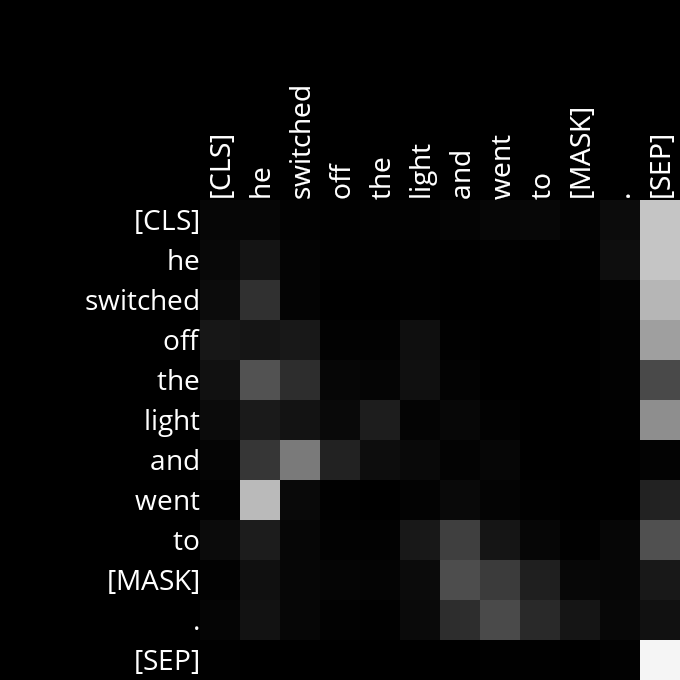 [CLS] he switched off the light and went to [MASK] . [SEP]
[CLS]
he
switched
off
the
light
and
went
to
[MASK]
.
[SEP]